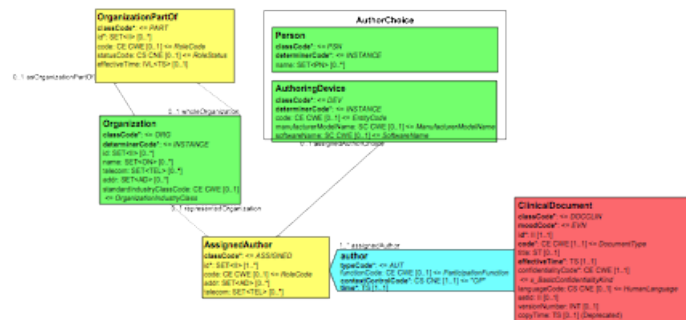 OrganizationPartOf
classCode*: <= PART
id*: SET<II> [0..*]
code: CE CWE [0..1] <= RoleCode
statusCode: CS CNE [0..1] <= RoleStatus
effectiveTime: IVL<TS> [0..1]
0..1 asOrganizationPartOf
0..1 wholeOrganization
Organization
classCode*: <= ORG
determinerCode*: <= INSTANCE
id: SET<II> [0..*]
name: SET<ON> [0..*]
telecom: SET<TEL> [0..*]
addr: SET<AD> [0..*]
standardIndustryClassCode: CE CWE [0..1]
<= OrganizationIndustryClass
0..1 representedOrganization
AuthorChoice
Person
classCode*: <= PSN
determinerCode*: <= INSTANCE
name: SET<PN> [0..*]
AuthoringDevice
classCode*: <= DEV
determinerCode*: <= INSTANCE
code: CE CWE [0..1] <= EntityCode
manufacturerModelName: SC CWE [0..1] <= ManufacturerModelName
softwareName: SC CWE [0..1] <= SoftwareName
0..1 assignedAuthorChoice
AssignedAuthor
classCode*: <= ASSIGNED
id*: SET<II> [1..*]
code: CE CWE [0..1] <= RoleCode
addr: SET<AD> [0..*]
telecom: SET<TEL> [0..*]
1..1 assignedAuthor
author
typeCode*: <= AUT
functionCode: CE CWE [0..1] <= ParticipationFunction
contextControlCode*: CS CNE [1..1] "OP"
time*: TS [1..1]
ClinicalDocument
classCode*: <= DOCCLIN
moodCode*: <= EVN
id*: II [1..1]
code*: CE CWE [1..1] <= DocumentType
title: ST [0..1]
effectiveTime*: TS [1..1]
confidentialityCode*: CE CWE [1..1]
<= x_BasicConfidentialityKind
languageCode: CS CNE [0..1] <= HumanLanguage
setId: II [0..1]
versionNumber: INT [0..1]
copyTime: TS [0..1] (Deprecated)